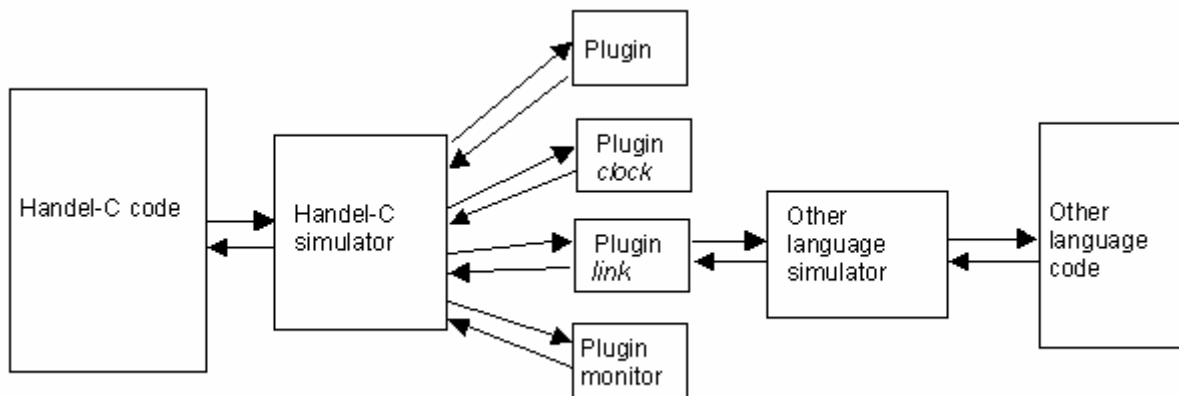 Handel-C code
Handel-C
simulator
Plugin
Plugin
clock
Plugin
link
Plugin
monitor
Other
language
simulator
Other
language
code